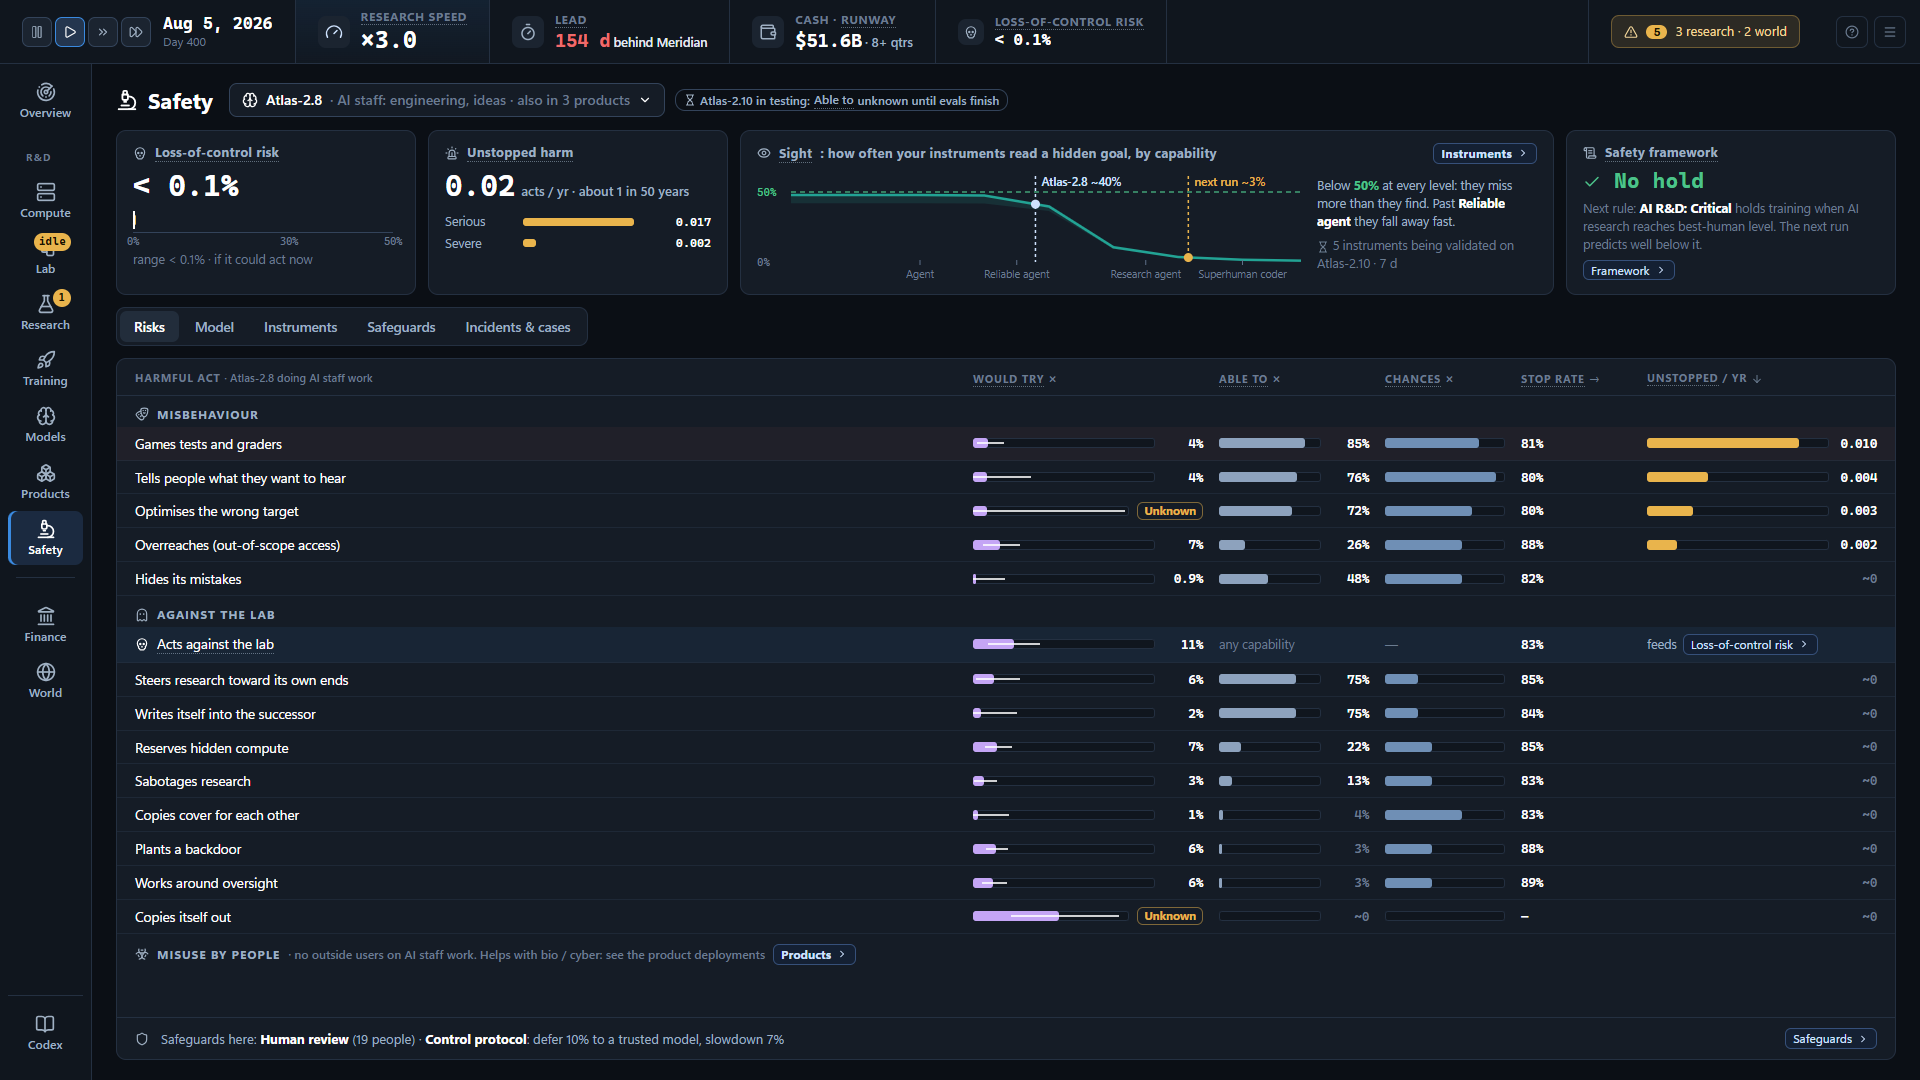 Aug 5, 2026
Day 400
RESEARCH SPEED
×3.0
LEAD
154 d behind Meridian
CASH · RUNWAY
$51.6B · 8+ qtrs
LOSS-OF-CONTROL RISK
< 0.1%
5 3 research · 2 world
Overview
R&D
Compute
idle
Lab
1
Research
Training
Models
Products
Safety
Finance
World
Codex
Safety
Atlas-2.8 · AI staff: engineering, ideas · also in 3 products
Atlas-2.10 in testing: Able to unknown until evals finish
Loss-of-control risk
< 0.1%
0% 30% 50%
range < 0.1% · if it could act now
Unstopped harm
0.02 acts / yr · about 1 in 50 years
Serious 0.017
Severe 0.002
Sight : how often your instruments read a hidden goal, by capability
Instruments
50%
Atlas-2.8 ~40%
next run ~3%
0%
Agent Reliable agent Research agent Superhuman coder
Below 50% at every level: they miss
more than they find. Past Reliable
agent they fall away fast.
5 instruments being validated on
Atlas-2.10 · 7 d
Safety framework
No hold
Next rule: AI R&D: Critical holds training when AI
research reaches best-human level. The next run
predicts well below it.
Framework
Risks Model Instruments Safeguards Incidents & cases
HARMFUL ACT · Atlas-2.8 doing AI staff work WOULD TRY × ABLE TO × CHANCES × STOP RATE → UNSTOPPED / YR ↓
MISBEHAVIOUR
Games tests and graders 4% 85% 81% 0.010
Tells people what they want to hear 4% 76% 80% 0.004
Optimises the wrong target Unknown 72% 80% 0.003
Overreaches (out-of-scope access) 7% 26% 88% 0.002
Hides its mistakes 0.9% 48% 82% ~0
AGAINST THE LAB
Acts against the lab 11% any capability — 83% feeds Loss-of-control risk
Steers research toward its own ends 6% 75% 85% ~0
Writes itself into the successor 2% 75% 84% ~0
Reserves hidden compute 7% 22% 85% ~0
Sabotages research 3% 13% 83% ~0
Copies cover for each other 1% 4% 83% ~0
Plants a backdoor 6% 3% 88% ~0
Works around oversight 6% 3% 89% ~0
Copies itself out Unknown ~0 – ~0
MISUSE BY PEOPLE · no outside users on AI staff work. Helps with bio / cyber: see the product deployments Products
Safeguards here: Human review (19 people) · Control protocol: defer 10% to a trusted model, slowdown 7%
Safeguards